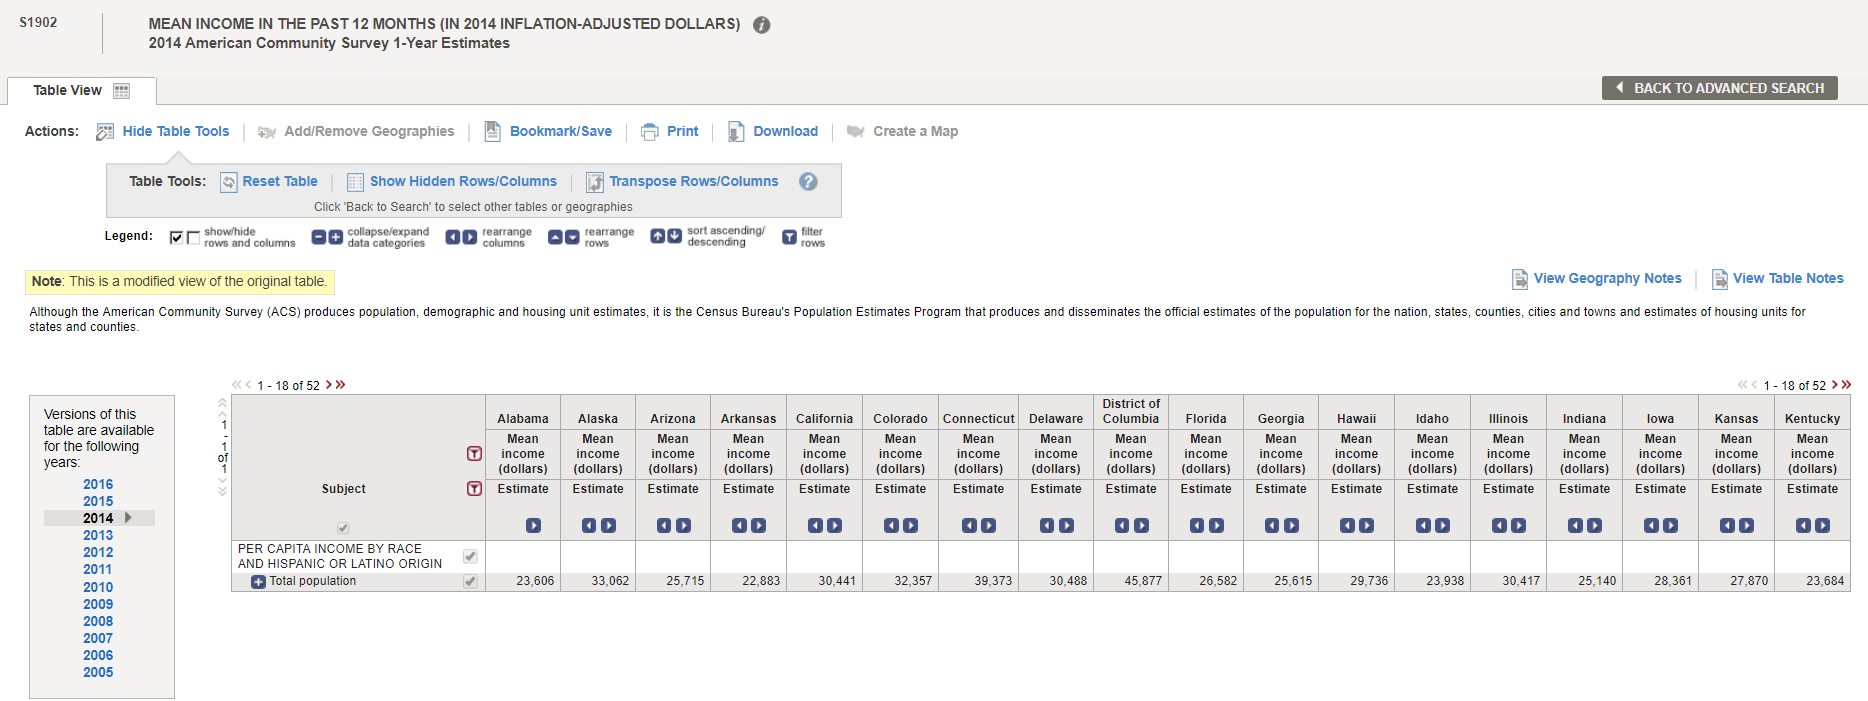 S1902
MEAN INCOME IN THE PAST 12 MONTHS (IN 2014 INFLATION-ADJUSTED DOLLARS)
2014 American Community Survey 1-Year Estimates
Table View
BACK TO ADVANCED SEARCH
Actions: Hide Table Tools Add/Remove Geographies Bookmark/Save Print Download Create a Map
Table Tools: Reset Table Show Hidden Rows/Columns Transpose Rows/Columns ?
Click 'Back to Search' to select other tables or geographies
Legend: show/hide rows and columns collapse/expand data categories rearrange columns rearrange rows sort ascending/ descending filter rows
Note: This is a modified view of the original table.
View Geography Notes View Table Notes
Although the American Community Survey (ACS) produces population, demographic and housing unit estimates, it is the Census Bureau's Population Estimates Program that produces and disseminates the official estimates of the population for the nation, states, counties, cities and towns and estimates of housing units for
states and counties.
Versions of this
table are available
for the following
years:
2016
2015
2014
2013
2012
2011
2010
2009
2008
2007
2006
2005
1 - 18 of 52
1 - 18 of 52
1
-
1
of
1
Alabama Alaska Arizona Arkansas California Colorado Connecticut Delaware District of Columbia Florida Georgia Hawaii Idaho Illinois Indiana Iowa Kansas Kentucky
Mean Mean Mean Mean Mean Mean Mean Mean Mean Mean Mean Mean Mean Mean Mean Mean Mean Mean
income income income income income income income income income income income income income income income income income income
(dollars) (dollars) (dollars) (dollars) (dollars) (dollars) (dollars) (dollars) (dollars) (dollars) (dollars) (dollars) (dollars) (dollars) (dollars) (dollars) (dollars) (dollars)
Subject Estimate Estimate Estimate Estimate Estimate Estimate Estimate Estimate Estimate Estimate Estimate Estimate Estimate Estimate Estimate Estimate Estimate Estimate
PER CAPITA INCOME BY RACE
AND HISPANIC OR LATINO ORIGIN
Total population 23,606 33,062 25,715 22,883 30,441 32,357 39,373 30,488 45,877 26,582 25,615 29,736 23,938 30,417 25,140 28,361 27,870 23,684